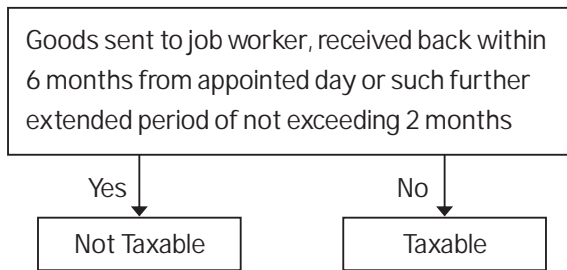 Goods sent to job worker, received back within
6 months from appointed day or such further
extended period of not exceeding 2 months
Yes
No
Not Taxable
Taxable